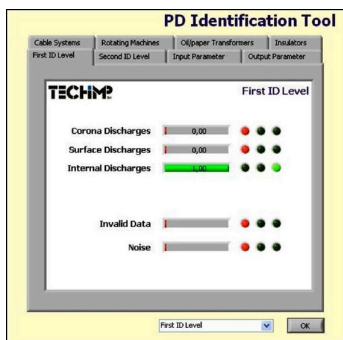 PD Identification Tool
Cable Systems Rotating Machines Oil/paper Transformers Insulators
First ID Level Second ID Level Input Parameter Output Parameter
TECHIMP First ID Level
Corona Discharges 0,00
Surface Discharges 0,00
Internal Discharges 1,00
Invalid Data
Noise
First ID Level OK